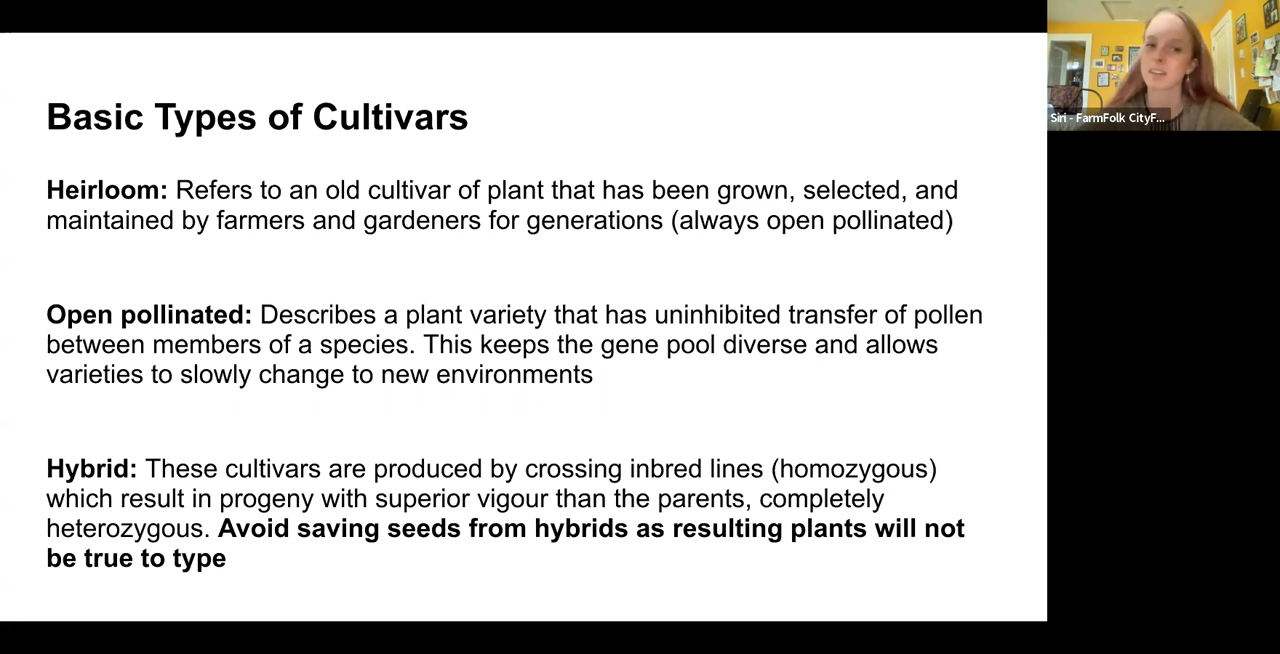 Basic Types of Cultivars
Heirloom: Refers to an old cultivar of plant that has been grown, selected, and
maintained by farmers and gardeners for generations (always open pollinated)
Open pollinated: Describes a plant variety that has uninhibited transfer of pollen
between members of a species. This keeps the gene pool diverse and allows
varieties to slowly change to new environments
Hybrid: These cultivars are produced by crossing inbred lines (homozygous)
which result in progeny with superior vigour than the parents, completely
heterozygous. Avoid saving seeds from hybrids as resulting plants will not
be true to type
Siri - FarmFolk CityF...